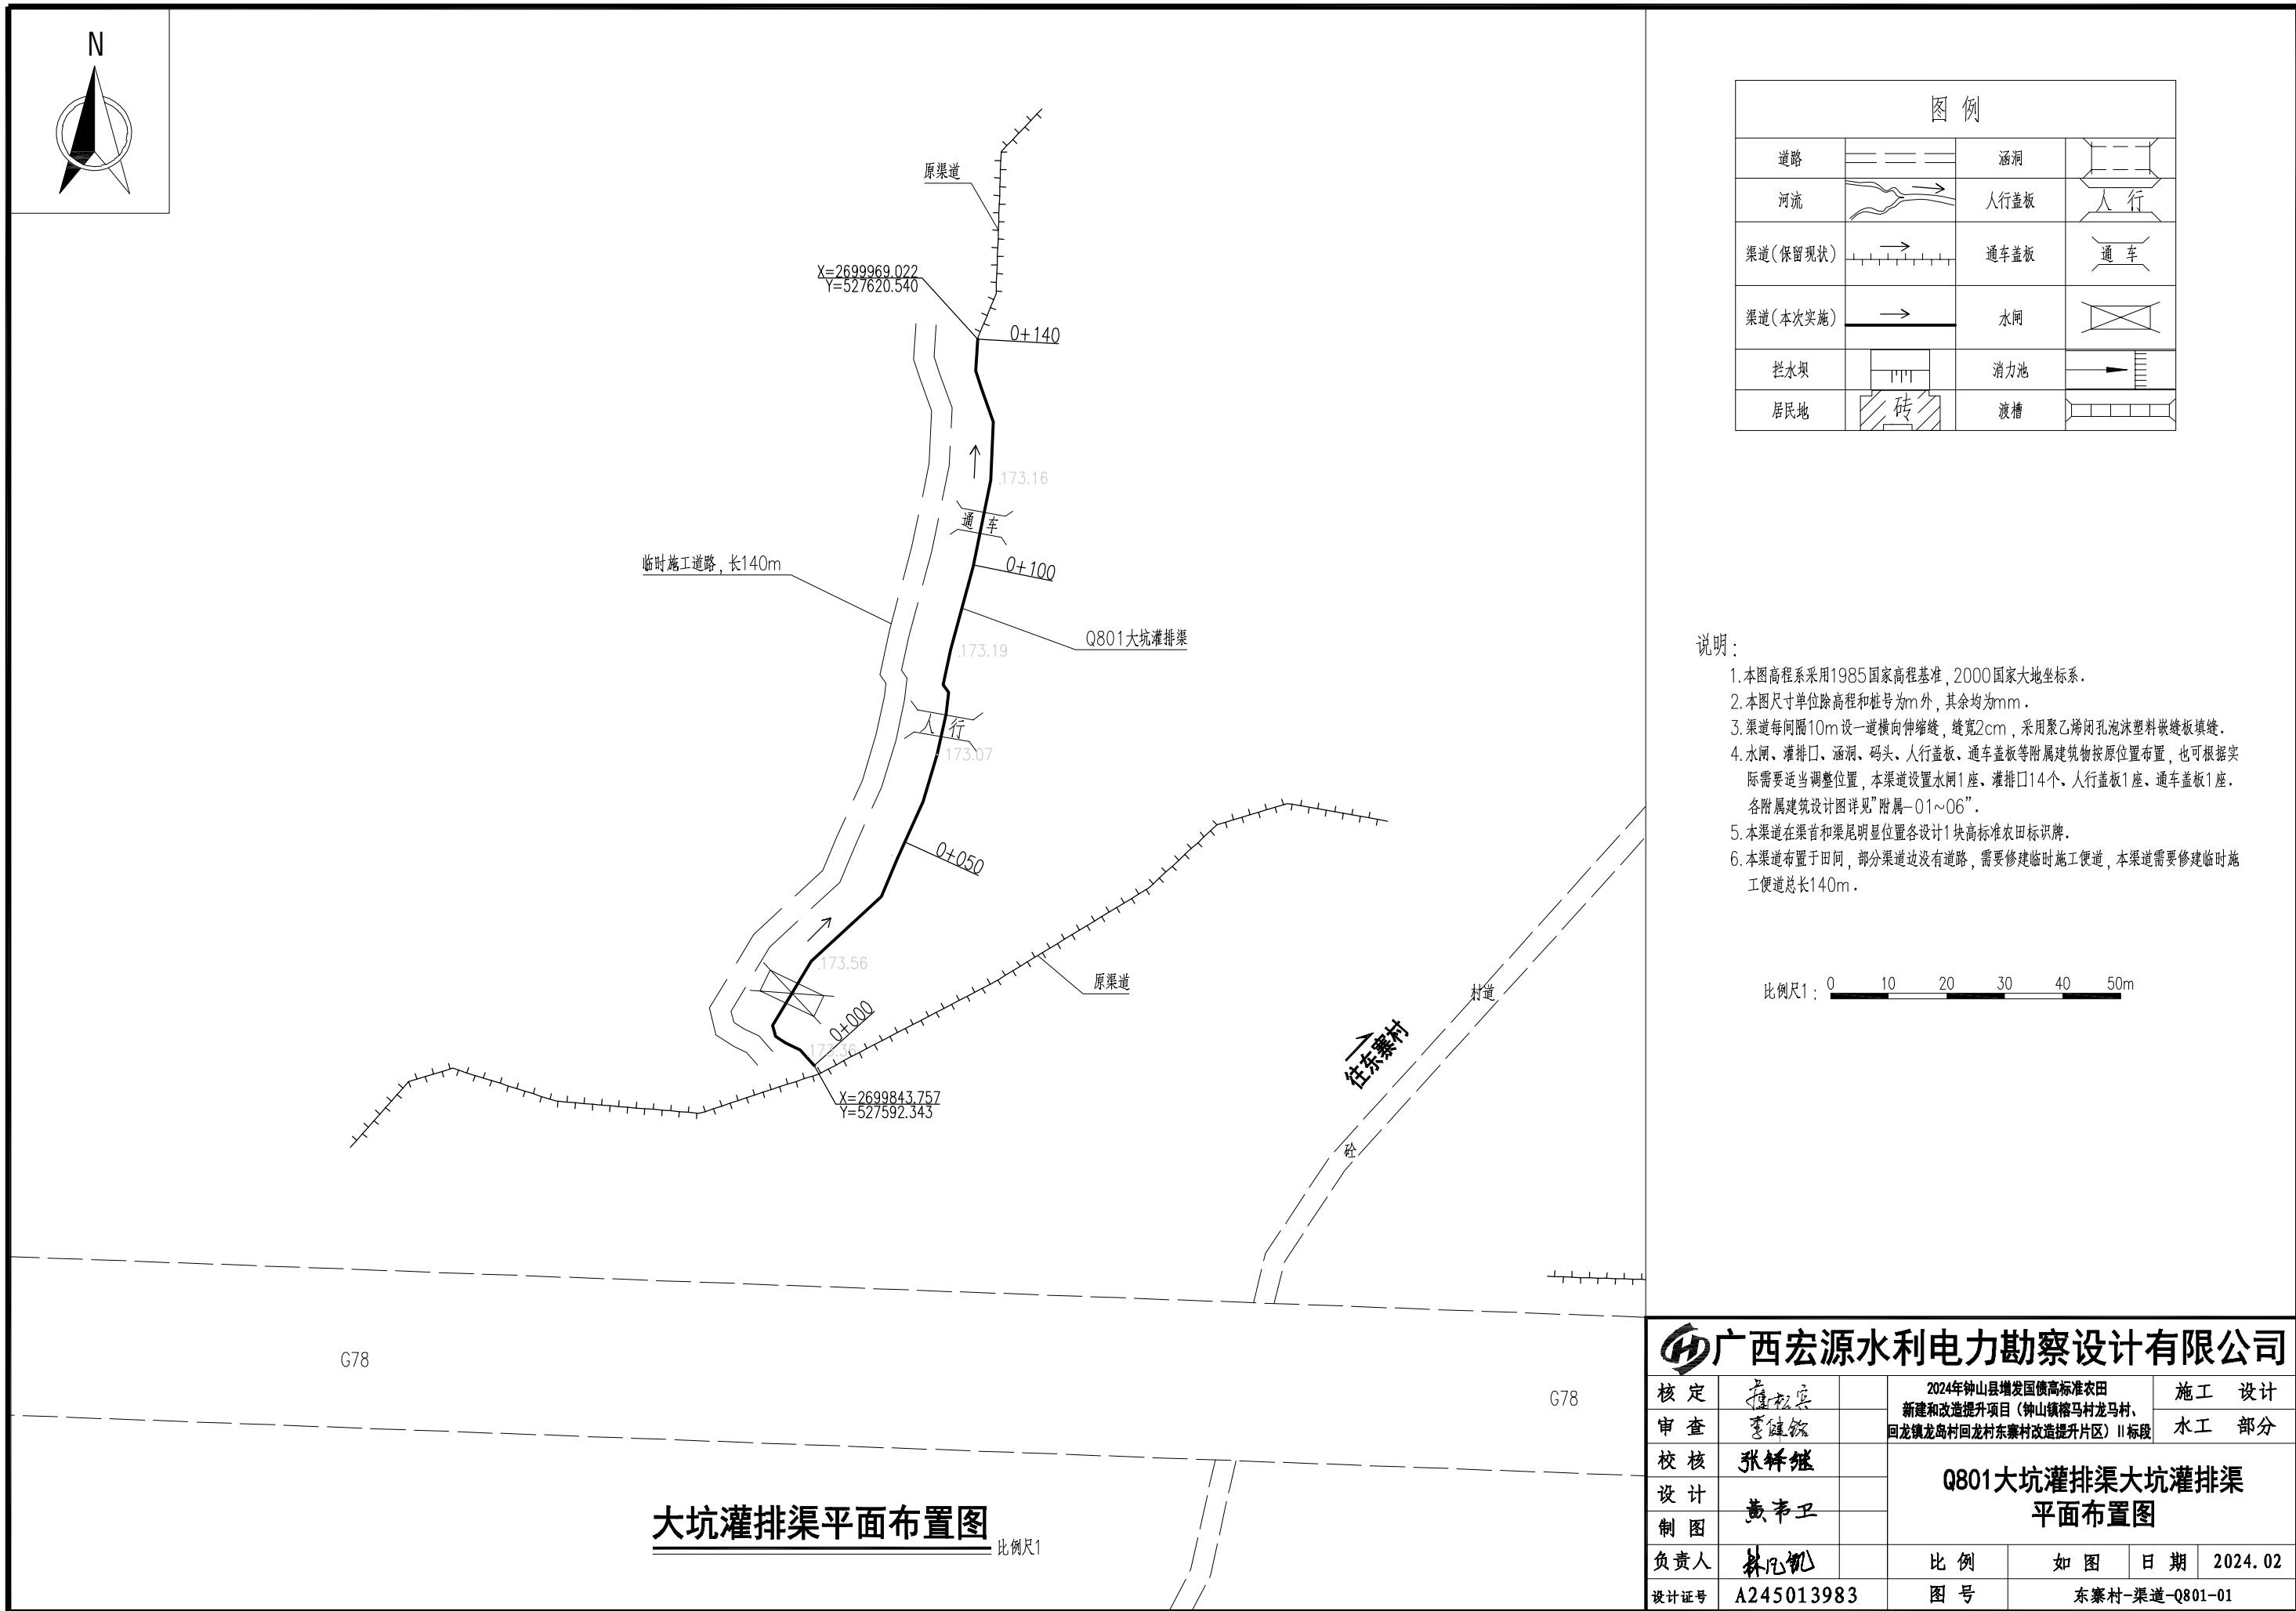 N
原渠道
X=2699969.022
Y=527620.540
0+140
.173.16
通 车
临时施工道路，长140m
0+100
Q801大坑灌排渠
.173.19
人 行
173.07
0+050
.173.56
原渠道
0+000
173.36
X=2699843.757
Y=527592.343
村道
往东寨村
砼
G78
G78
大坑灌排渠平面布置图
比例尺1
图 例
道路
涵洞
河流
人行盖板
人 行
渠道(保留现状)
通车盖板
通 车
渠道(本次实施)
水闸
拦水坝
消力池
居民地
砖
渡槽
说明：
1.本图高程系采用1985国家高程基准，2000国家大地坐标系.
2.本图尺寸单位除高程和桩号为m外，其余均为mm.
3.渠道每间隔10m设一道横向伸缩缝，缝宽2cm，采用聚乙烯闭孔泡沫塑料嵌缝板填缝.
4.水闸、灌排口、涵洞、码头、人行盖板、通车盖板等附属建筑物按原位置布置，也可根据实
际需要适当调整位置，本渠道设置水闸1座、灌排口14个、人行盖板1座、通车盖板1座.
各附属建筑设计图详见"附属-01~06".
5.本渠道在渠首和渠尾明显位置各设计1块高标准农田标识牌.
6.本渠道布置于田间，部分渠道边没有道路，需要修建临时施工便道，本渠道需要修建临时施
工便道总长140m.
比例尺1： 0 10 20 30 40 50m
广西宏源水利电力勘察设计有限公司
核 定
审 查 李健铭
校 核 张锋继
设 计 黄韦卫
制 图
负责人 林凡凯
设计证号 A245013983
2024年钟山县增发国债高标准农田
新建和改造提升项目（钟山镇榕马村龙马村、
回龙镇龙岛村回龙村东寨村改造提升片区）II标段
施工 设计
水工 部分
Q801大坑灌排渠大坑灌排渠
平面布置图
比 例 如 图 日 期 2024.02
图 号 东寨村-渠道-Q801-01